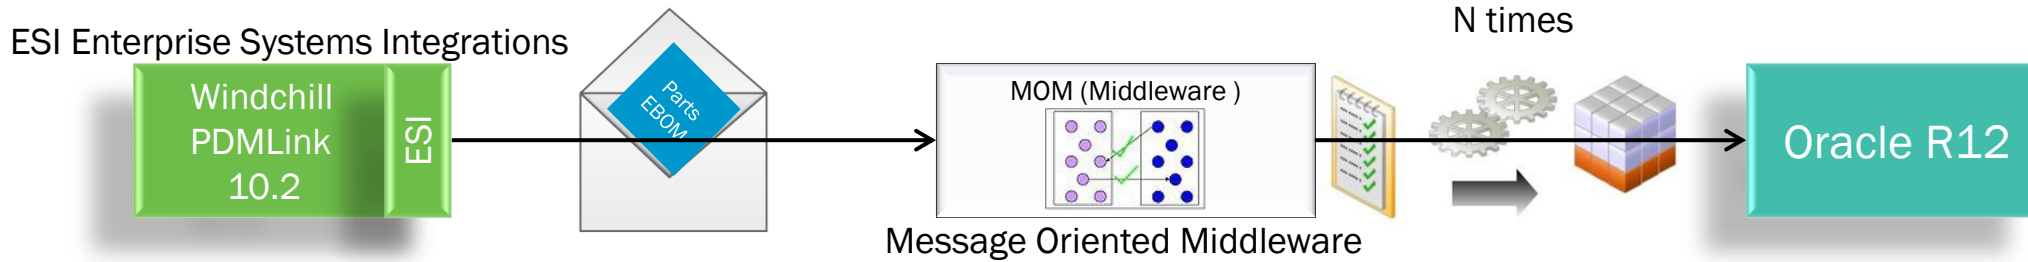 ESI Enterprise Systems Integrations
Windchill
PDMLink
10.2
ESI
Parts
EBOM
MOM (Middleware )
Message Oriented Middleware
N times
Oracle R12